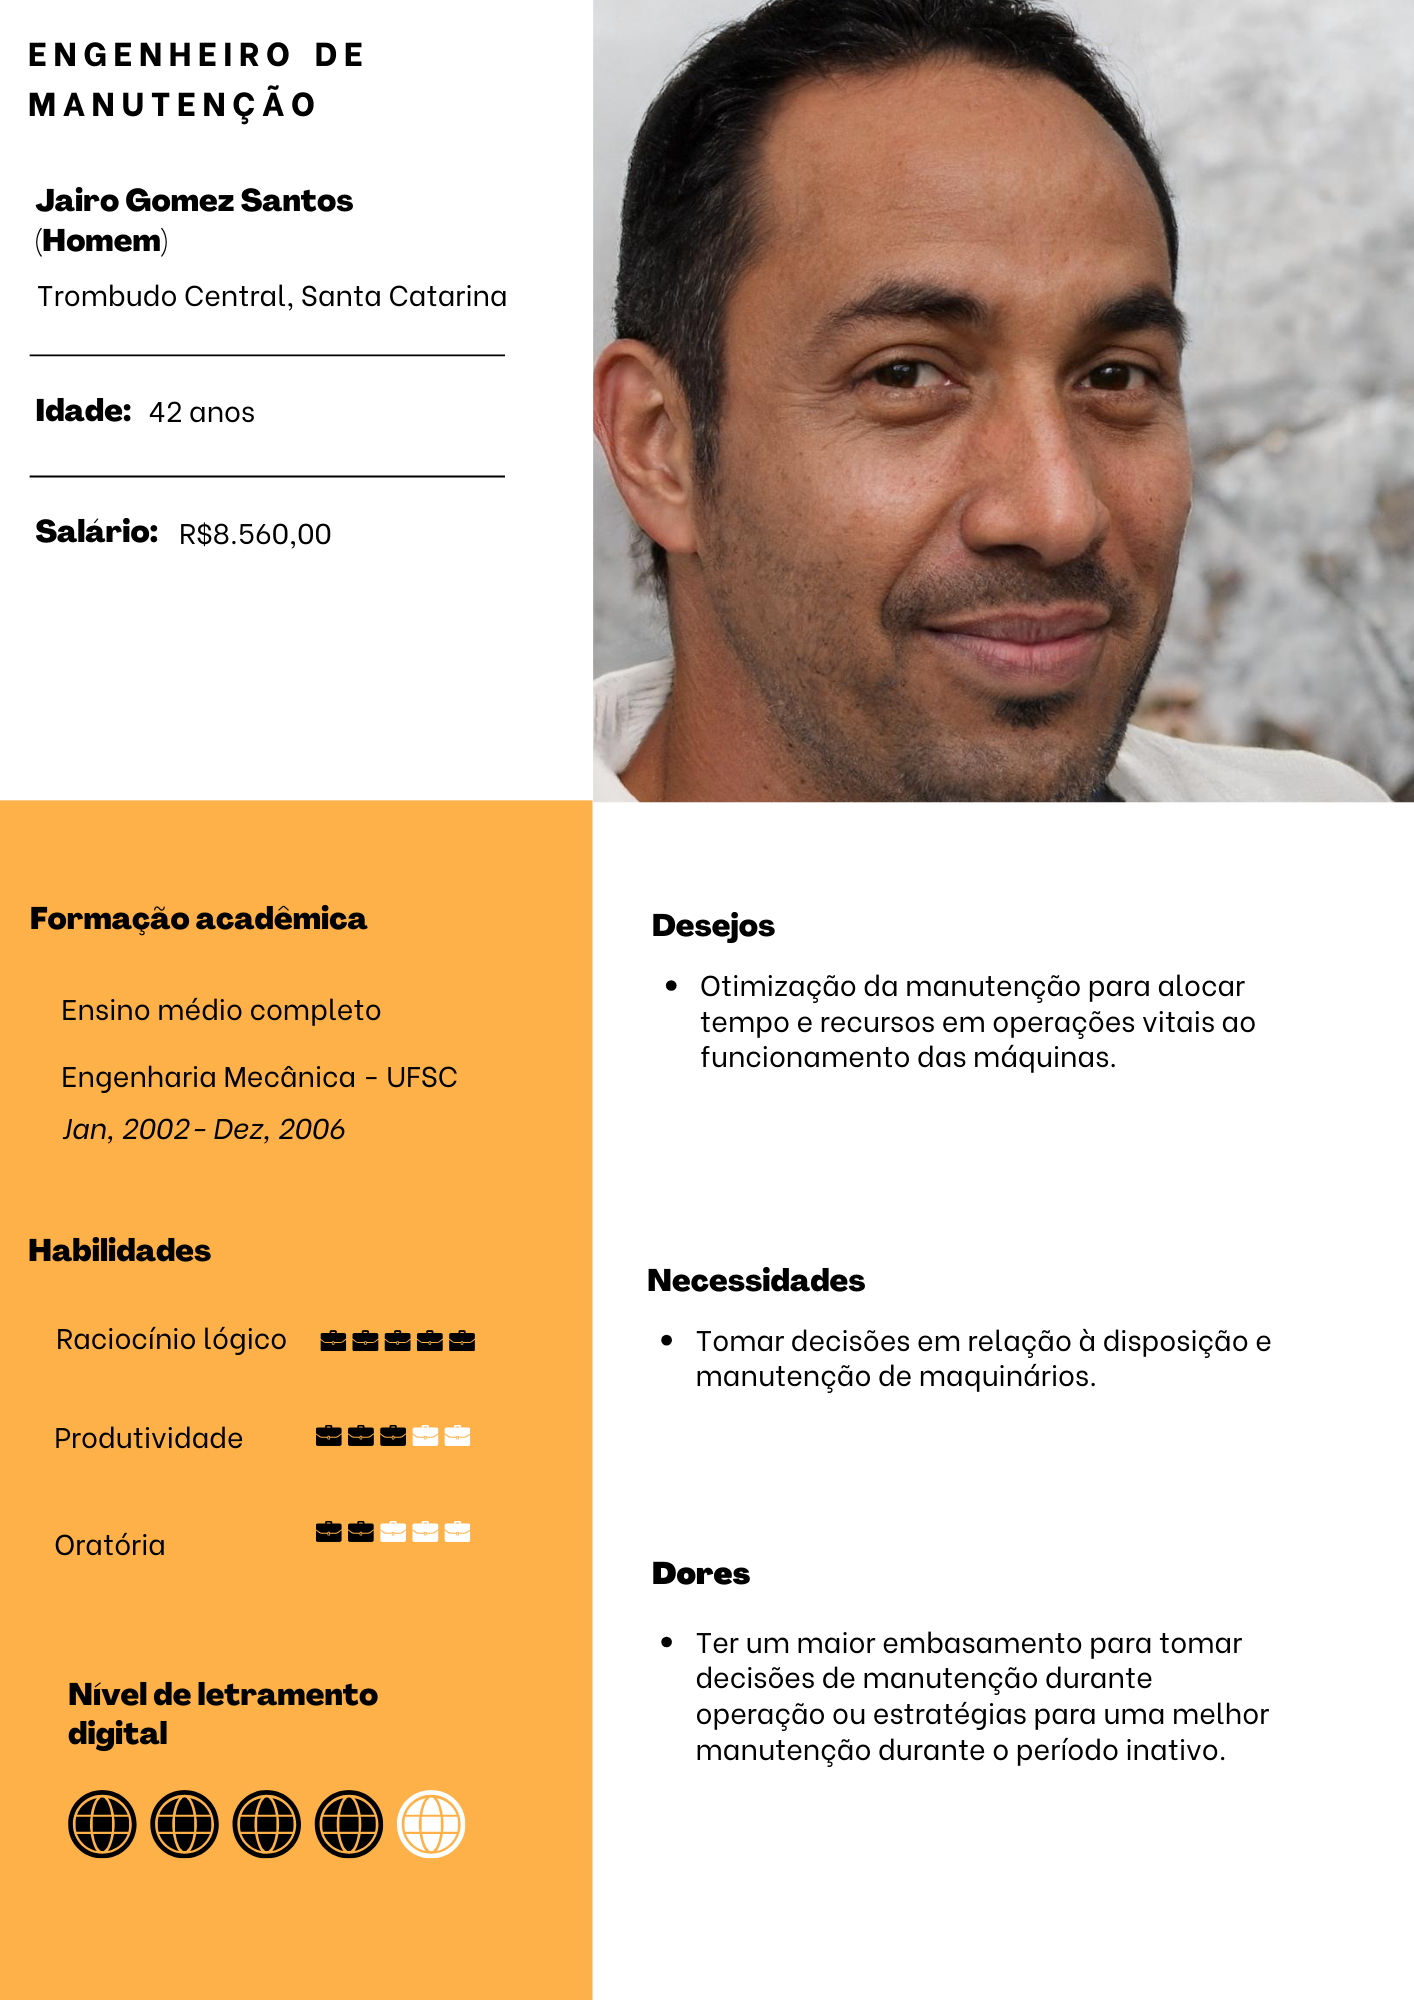 ENGENHEIRO DE
MANUTENÇÃO
Jairo Gomez Santos
(Homem)
Trombudo Central, Santa Catarina
Idade: 42 anos
Salário: R$8.560,00
Formação acadêmica
Ensino médio completo
Engenharia Mecânica - UFSC
Jan, 2002- Dez, 2006
Habilidades
Raciocínio lógico
Produtividade
Oratória
Nível de letramento
digital
Desejos
• Otimização da manutenção para alocar
tempo e recursos em operações vitais ao
funcionamento das máquinas.
Necessidades
• Tomar decisões em relação à disposição e
manutenção de maquinários.
Dores
• Ter um maior embasamento para tomar
decisões de manutenção durante
operação ou estratégias para uma melhor
manutenção durante o período inativo.